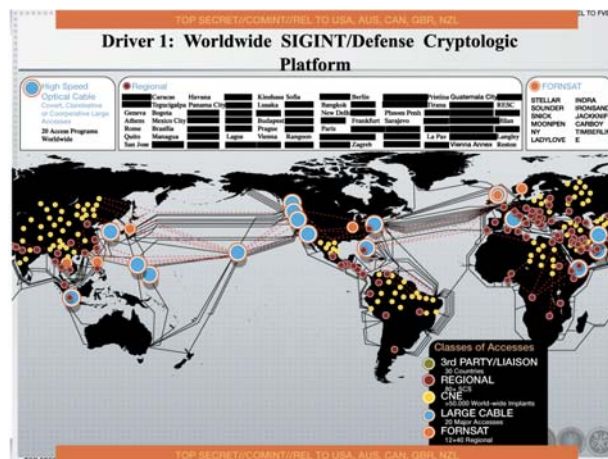 TOP SECRET//COMINT//REL TO USA, AUS, CAN, GBR, NZL
REL TO FVE
Driver 1: Worldwide SIGINT/Defense Cryptologic
Platform
High Speed
Optical Cable
Covert, Clandestine
or Cooperative Large
Accesses
20 Access Programs
Worldwide
Regional
Caracas Havana Kinshasa Sofia Berlin Pristina Guatemala City
Tegucigalpa Panama City Lusaka Bangkok Tirana RESC
Geneva Bogota New Delhi Phnom Penh
Athens Mexico City Budapest Frankfurt Sarajevo Milan
Rome Brasilia Prague Paris
Quito Managua Lagos Vienna Rangoon La Paz Langley
San Jose Zagreb Vienna Annex Reston
FORNSAT
STELLAR INDRA
SOUNDER IRONSAND
SNICK JACKKNIF
MOONPEN CARBOY
NY TIMBERLI
LADYLOVE E
Classes of Accesses
3rd PARTY/LIAISON
30 Countries
REGIONAL
80+ SCS
CNE
>50,000 World-wide Implants
LARGE CABLE
20 Major Accesses
FORNSAT
12+40 Regional
TOP SECRET//COMINT//REL TO USA, AUS, CAN, GBR, NZL